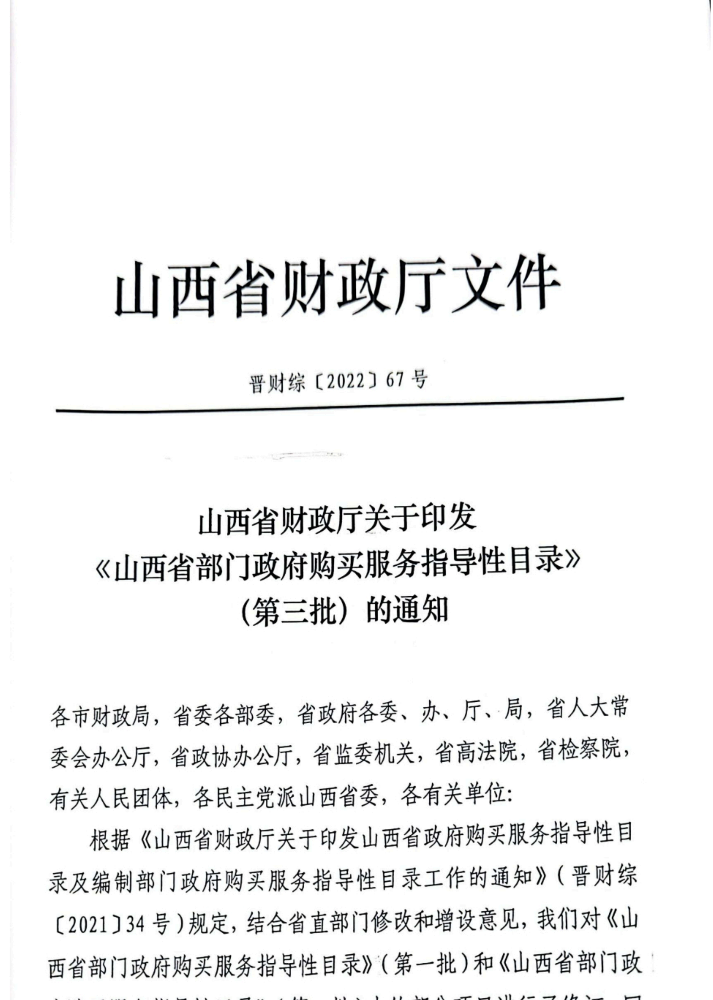 山西省财政厅文件
晋财综〔2022〕67 号
山西省财政厅关于印发
《山西省部门政府购买服务指导性目录》
（第三批）的通知
各市财政局，省委各部委，省政府各委、办、厅、局，省人大常
委会办公厅，省政协办公厅，省监委机关，省高法院，省检察院，
有关人民团体，各民主党派山西省委，各有关单位：
根据《山西省财政厅关于印发山西省政府购买服务指导性目
录及编制部门政府购买服务指导性目录工作的通知》（晋财综
〔2021〕34 号）规定，结合省直部门修改和增设意见，我们对《山
西省部门政府购买服务指导性目录》（第一批）和《山西省部门政